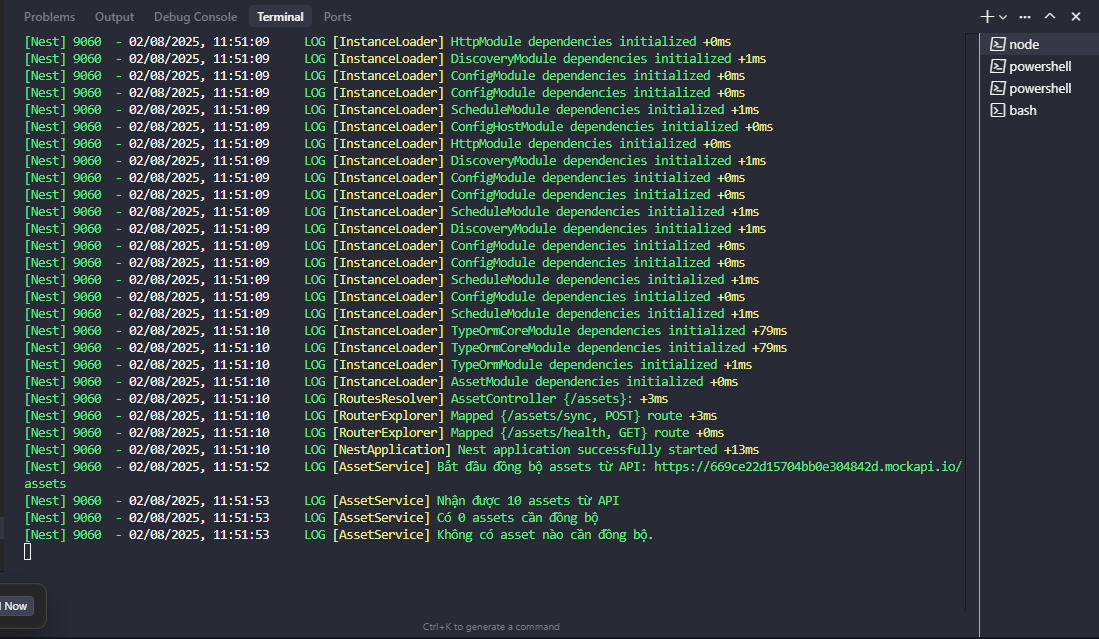 Problems Output Debug Console Terminal Ports
[Nest] 9060 - 02/08/2025, 11:51:09 LOG [InstanceLoader] HttpModule dependencies initialized +0ms
[Nest] 9060 - 02/08/2025, 11:51:09 LOG [InstanceLoader] DiscoveryModule dependencies initialized +1ms
[Nest] 9060 - 02/08/2025, 11:51:09 LOG [InstanceLoader] ConfigModule dependencies initialized +0ms
[Nest] 9060 - 02/08/2025, 11:51:09 LOG [InstanceLoader] ConfigModule dependencies initialized +0ms
[Nest] 9060 - 02/08/2025, 11:51:09 LOG [InstanceLoader] ScheduleModule dependencies initialized +1ms
[Nest] 9060 - 02/08/2025, 11:51:09 LOG [InstanceLoader] ConfigHostModule dependencies initialized +0ms
[Nest] 9060 - 02/08/2025, 11:51:09 LOG [InstanceLoader] HttpModule dependencies initialized +0ms
[Nest] 9060 - 02/08/2025, 11:51:09 LOG [InstanceLoader] DiscoveryModule dependencies initialized +1ms
[Nest] 9060 - 02/08/2025, 11:51:09 LOG [InstanceLoader] ConfigModule dependencies initialized +0ms
[Nest] 9060 - 02/08/2025, 11:51:09 LOG [InstanceLoader] ConfigModule dependencies initialized +0ms
[Nest] 9060 - 02/08/2025, 11:51:09 LOG [InstanceLoader] ScheduleModule dependencies initialized +1ms
[Nest] 9060 - 02/08/2025, 11:51:09 LOG [InstanceLoader] DiscoveryModule dependencies initialized +1ms
[Nest] 9060 - 02/08/2025, 11:51:09 LOG [InstanceLoader] ConfigModule dependencies initialized +0ms
[Nest] 9060 - 02/08/2025, 11:51:09 LOG [InstanceLoader] ConfigModule dependencies initialized +0ms
[Nest] 9060 - 02/08/2025, 11:51:09 LOG [InstanceLoader] ScheduleModule dependencies initialized +1ms
[Nest] 9060 - 02/08/2025, 11:51:09 LOG [InstanceLoader] ConfigModule dependencies initialized +0ms
[Nest] 9060 - 02/08/2025, 11:51:09 LOG [InstanceLoader] ScheduleModule dependencies initialized +1ms
[Nest] 9060 - 02/08/2025, 11:51:10 LOG [InstanceLoader] TypeOrmCoreModule dependencies initialized +79ms
[Nest] 9060 - 02/08/2025, 11:51:10 LOG [InstanceLoader] TypeOrmCoreModule dependencies initialized +79ms
[Nest] 9060 - 02/08/2025, 11:51:10 LOG [InstanceLoader] TypeOrmModule dependencies initialized +1ms
[Nest] 9060 - 02/08/2025, 11:51:10 LOG [InstanceLoader] AssetModule dependencies initialized +0ms
[Nest] 9060 - 02/08/2025, 11:51:10 LOG [RoutesResolver] AssetController {/assets}: +3ms
[Nest] 9060 - 02/08/2025, 11:51:10 LOG [RouterExplorer] Mapped {/assets/sync, POST} route +3ms
[Nest] 9060 - 02/08/2025, 11:51:10 LOG [RouterExplorer] Mapped {/assets/health, GET} route +0ms
[Nest] 9060 - 02/08/2025, 11:51:10 LOG [NestApplication] Nest application successfully started +13ms
[Nest] 9060 - 02/08/2025, 11:51:52 LOG [AssetService] Bắt đầu đồng bộ assets từ API: https://669ce22d15704bb0e304842d.mockapi.io/
assets
[Nest] 9060 - 02/08/2025, 11:51:53 LOG [AssetService] Nhận được 10 assets từ API
[Nest] 9060 - 02/08/2025, 11:51:53 LOG [AssetService] Có 0 assets cần đồng bộ
[Nest] 9060 - 02/08/2025, 11:51:53 LOG [AssetService] Không có asset nào cần đồng bộ.
Now
Ctrl+K to generate a command
node
powershell
powershell
bash